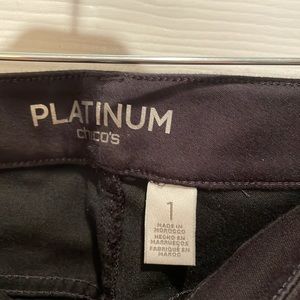 PLATINUM
chico's
1
MADE IN
MOROCCO
HECHO EN
MARRUECOS
FABRIQUÉ EN
MAROC